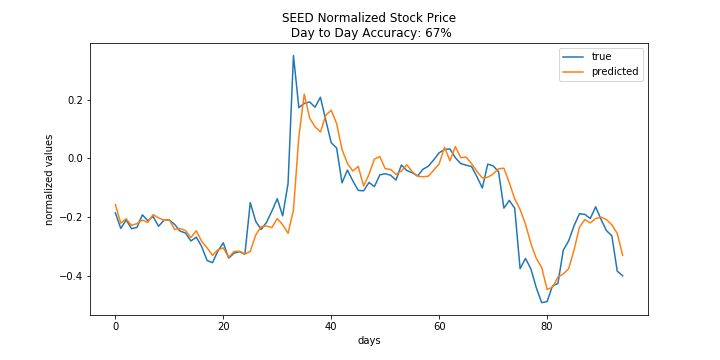 SEED Normalized Stock Price
Day to Day Accuracy: 67%
true
predicted
normalized values
0.2
0.0
−0.2
−0.4
0
20
40
60
80
days